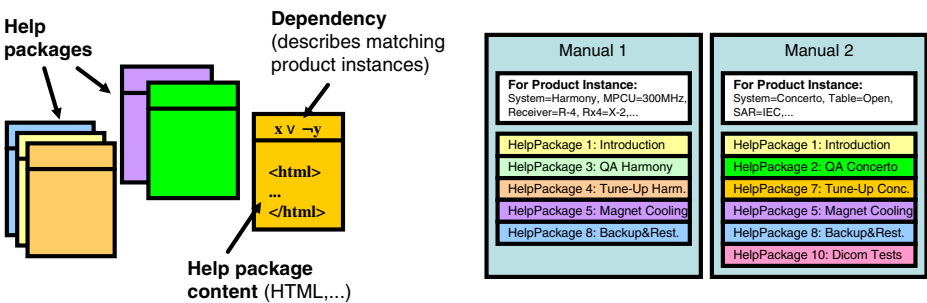 Help
packages
Dependency
(describes matching
product instances)
x ∨ ¬y
<html>
...
</html>
Help package
content (HTML,...)
Manual 1
For Product Instance:
System=Harmony, MPCU=300MHz,
Receiver=R-4, Rx4=X-2,...
HelpPackage 1: Introduction
HelpPackage 3: QA Harmony
HelpPackage 4: Tune-Up Harm.
HelpPackage 5: Magnet Cooling
HelpPackage 8: Backup&Rest.
Manual 2
For Product Instance:
System=Concerto, Table=Open,
SAR=IEC,...
HelpPackage 1: Introduction
HelpPackage 2: QA Concerto
HelpPackage 7: Tune-Up Conc.
HelpPackage 5: Magnet Cooling
HelpPackage 8: Backup&Rest.
HelpPackage 10: Dicom Tests